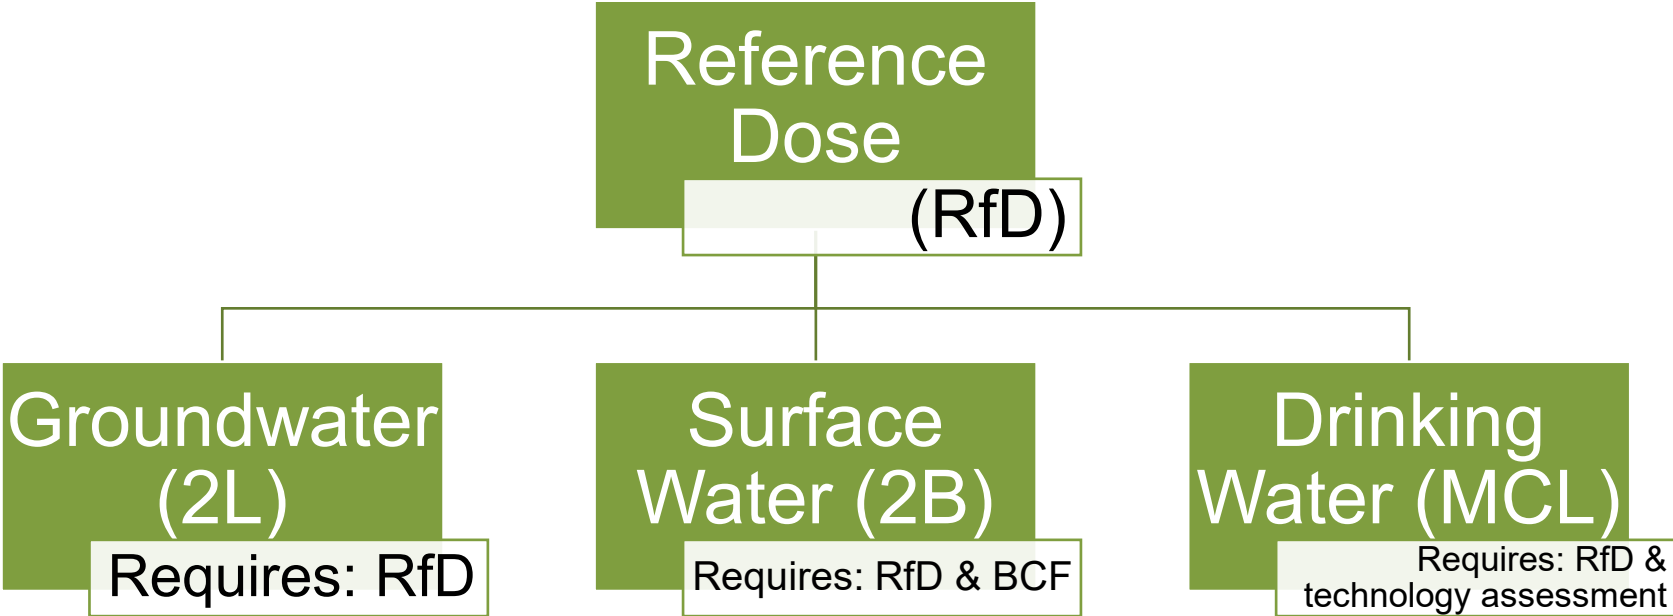 Reference
Dose
(RfD)
Groundwater
(2L)
Requires: RfD
Surface
Water (2B)
Requires: RfD & BCF
Drinking
Water (MCL)
Requires: RfD &
technology assessment